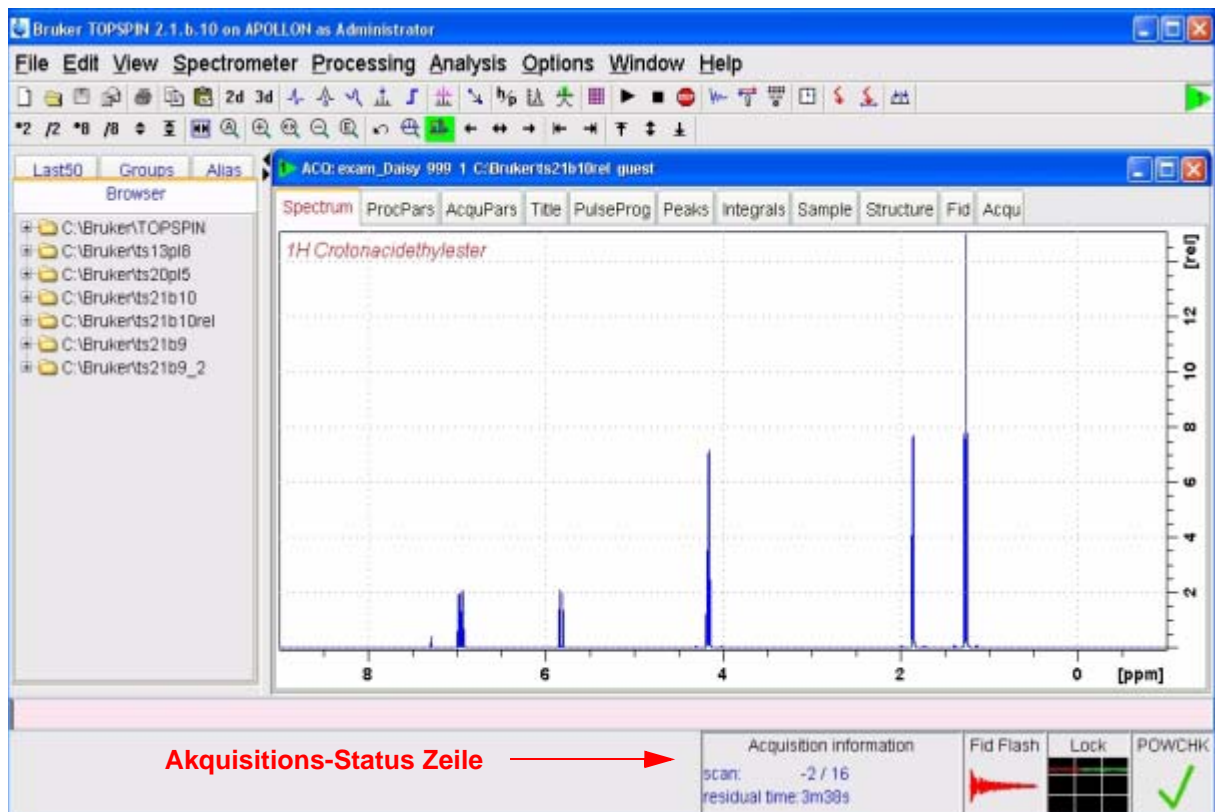 Bruker TOPSPIN 2.1.b.10 on APOLLON as Administrator
File Edit View Spectrometer Processing Analysis Options Window Help
2d 3d
*2 /2 *8 /8
Last50 Groups Alias
Browser
C:\Bruker\TOPSPIN
C:\Bruker\ts13pl8
C:\Bruker\ts20pl5
C:\Bruker\ts21b10
C:\Bruker\ts21b10rel
C:\Bruker\ts21b9
C:\Bruker\ts21b9_2
ACQ: exam_Daisy 999 1 C:\Bruker\ts21b10rel guest
Spectrum ProcPars AcquPars Title PulseProg Peaks Integrals Sample Structure Fid Acqu
1H Crotonacidethylester
[rel]
12
10
8
6
4
2
8 6 4 2 0 [ppm]
Akquisitions-Status Zeile
Acquisition information
scan: -2 / 16
residual time: 3m38s
Fid Flash
Lock
POWCHK